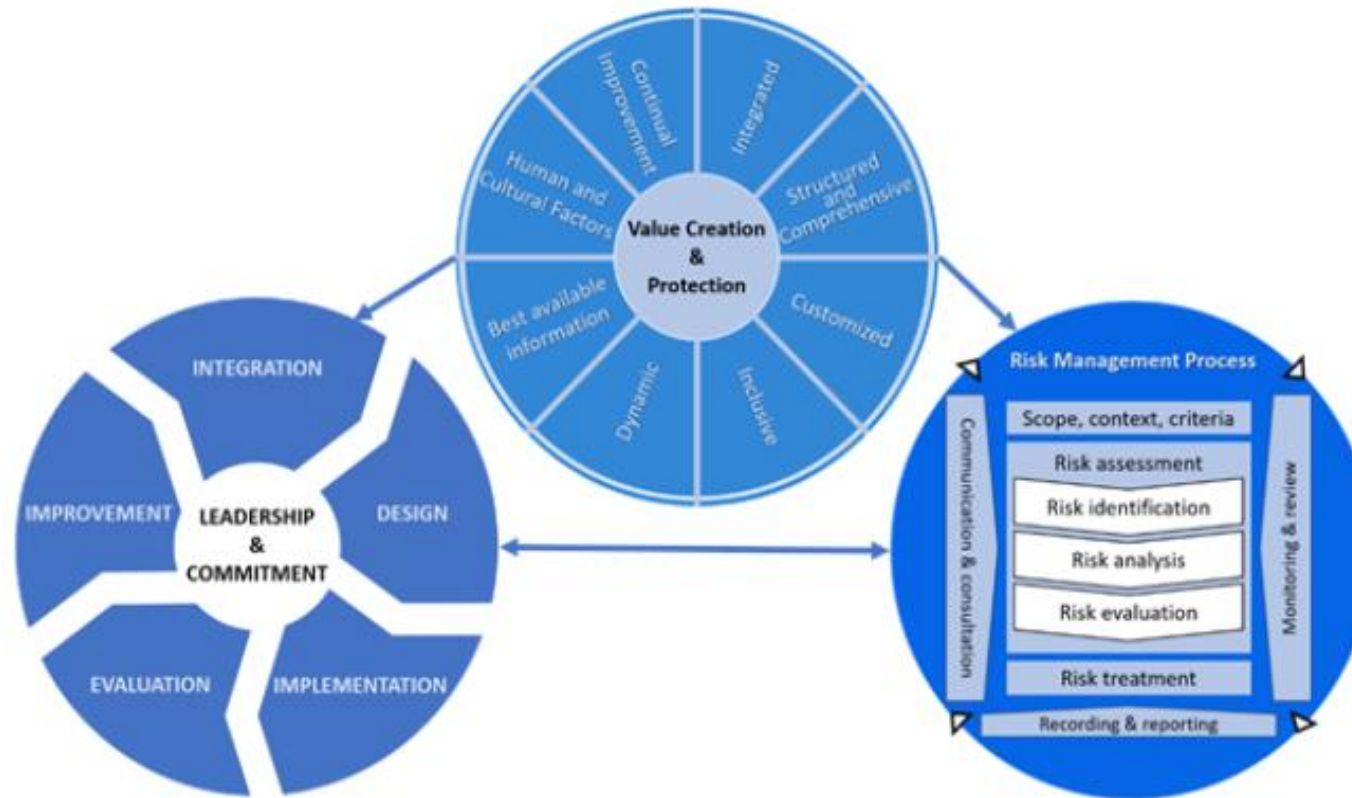 Continual
Improvement
Integrated
Structured
and
Comprehensive
Customized
Inclusive
Dynamic
Best available
information
Human and
Cultural Factors
Value Creation
&
Protection
INTEGRATION
DESIGN
IMPLEMENTATION
EVALUATION
IMPROVEMENT
LEADERSHIP
&
COMMITMENT
Risk Management Process
Scope, context, criteria
Risk assessment
Risk identification
Risk analysis
Risk evaluation
Risk treatment
Communication & consultation
Monitoring & review
Recording & reporting